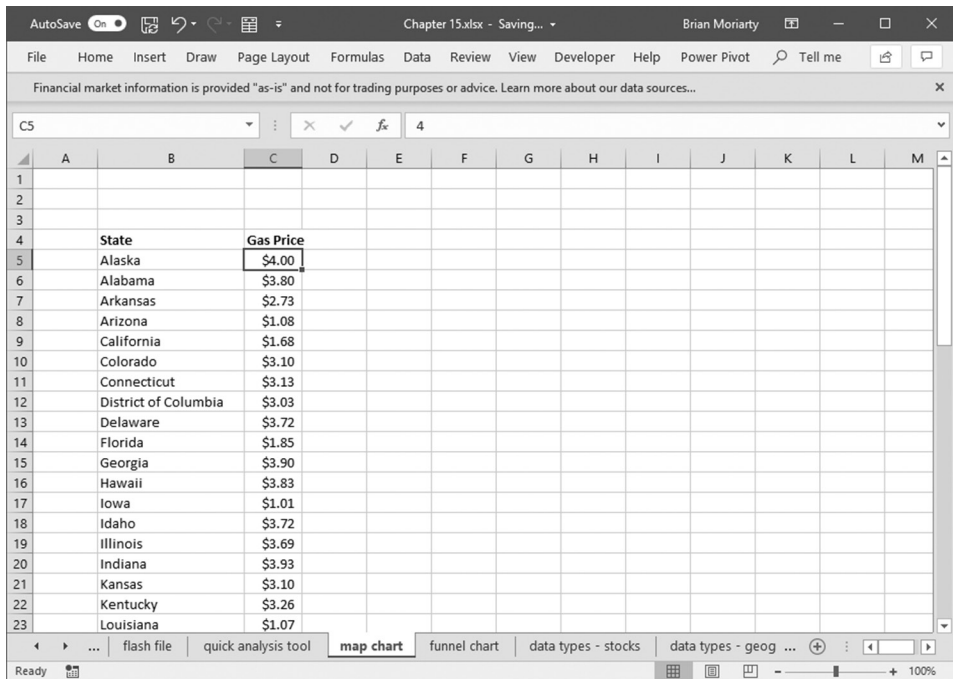 AutoSave On Chapter 15.xlsx - Saving... Brian Moriarty
File Home Insert Draw Page Layout Formulas Data Review View Developer Help Power Pivot Tell me
Financial market information is provided "as-is" and not for trading purposes or advice. Learn more about our data sources...
C5 fx 4
A B C D E F G H I J K L M
1
2
3
4 State Gas Price
5 Alaska $4.00
6 Alabama $3.80
7 Arkansas $2.73
8 Arizona $1.08
9 California $1.68
10 Colorado $3.10
11 Connecticut $3.13
12 District of Columbia $3.03
13 Delaware $3.72
14 Florida $1.85
15 Georgia $3.90
16 Hawaii $3.83
17 Iowa $1.01
18 Idaho $3.72
19 Illinois $3.69
20 Indiana $3.93
21 Kansas $3.10
22 Kentucky $3.26
23 Louisiana $1.07
... flash file quick analysis tool map chart funnel chart data types - stocks data types - geog ...
Ready 100%